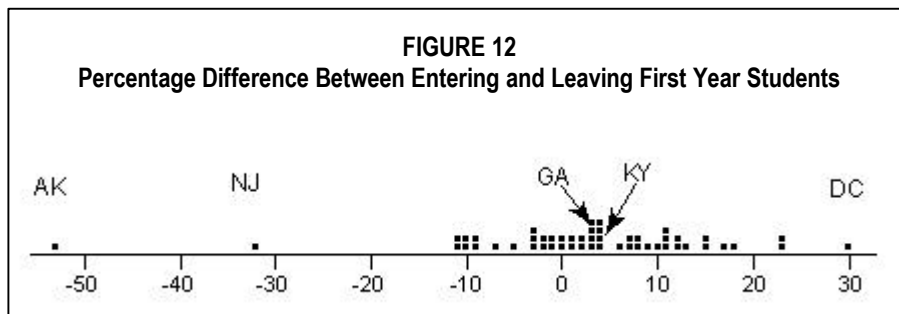 FIGURE 12
Percentage Difference Between Entering and Leaving First Year Students
AK NJ GA KY DC
-50 -40 -30 -20 -10 0 10 20 30